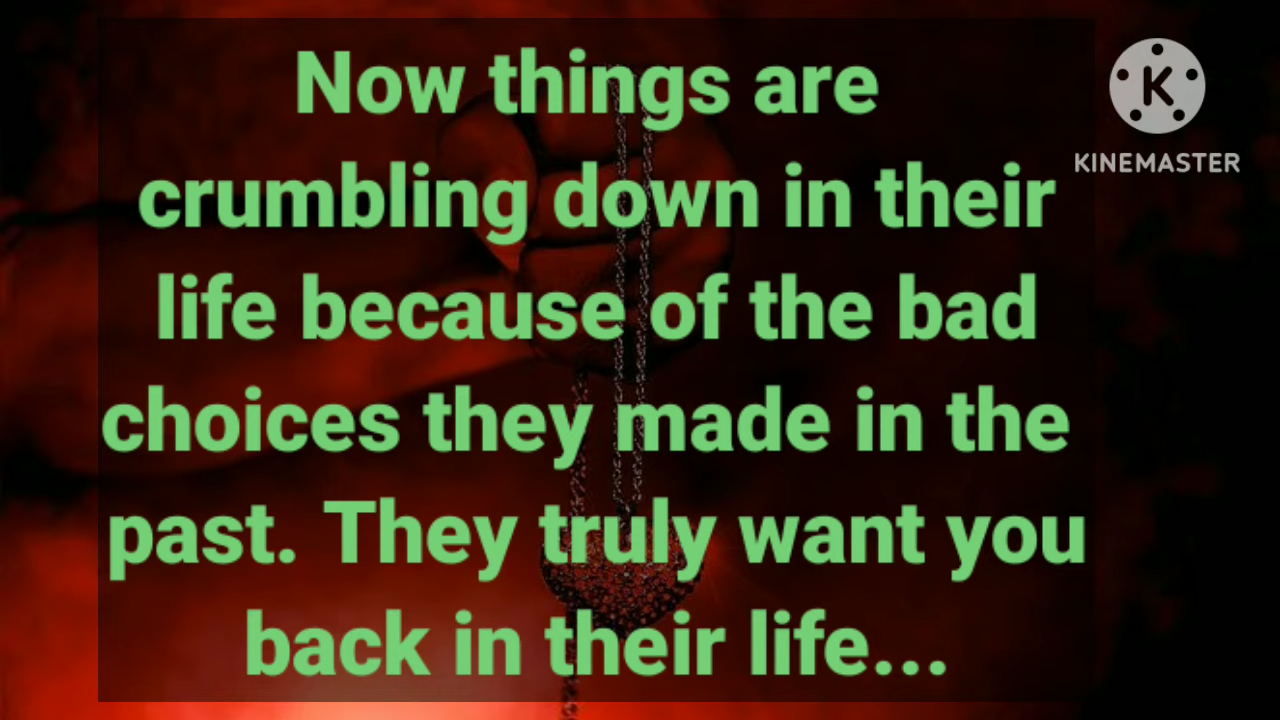 Now things are
crumbling down in their
life because of the bad
choices they made in the
past. They truly want you
back in their life...
K
KINEMASTER